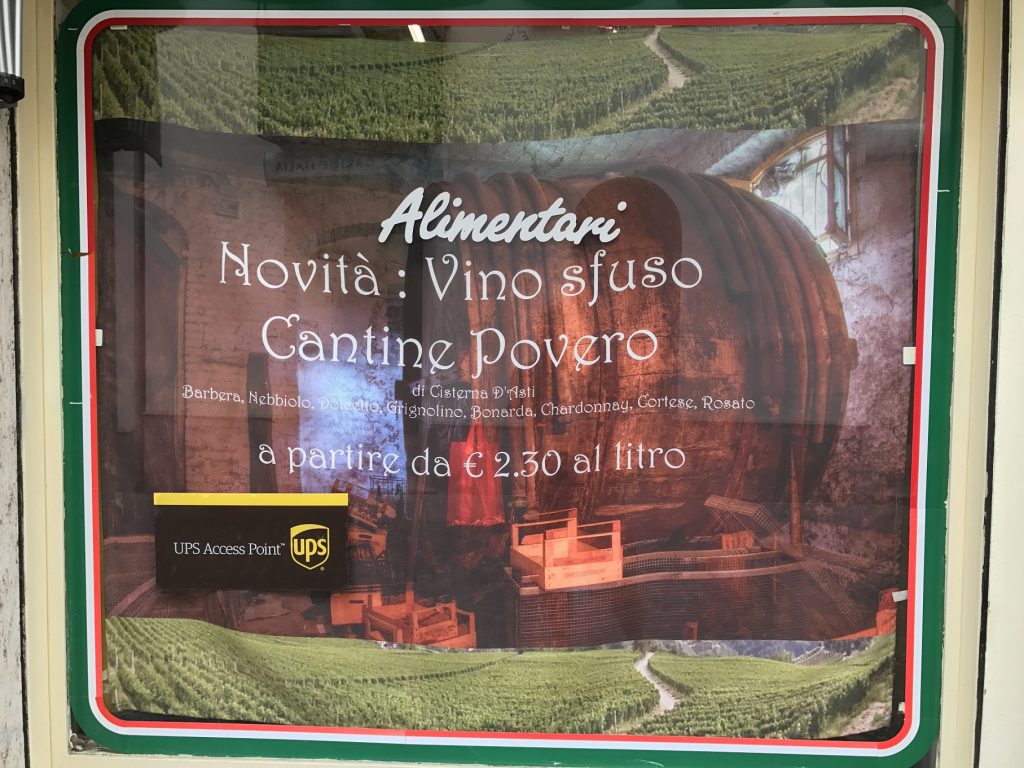 Alimentari
Novità : Vino sfuso
Cantine Povero
di Cisterna D'Asti
Barbera, Nebbiolo, Dolcetto, Grignolino, Bonarda, Chardonnay, Cortese, Rosato
a partire da € 2.30 al litro
UPS Access Point™
ups